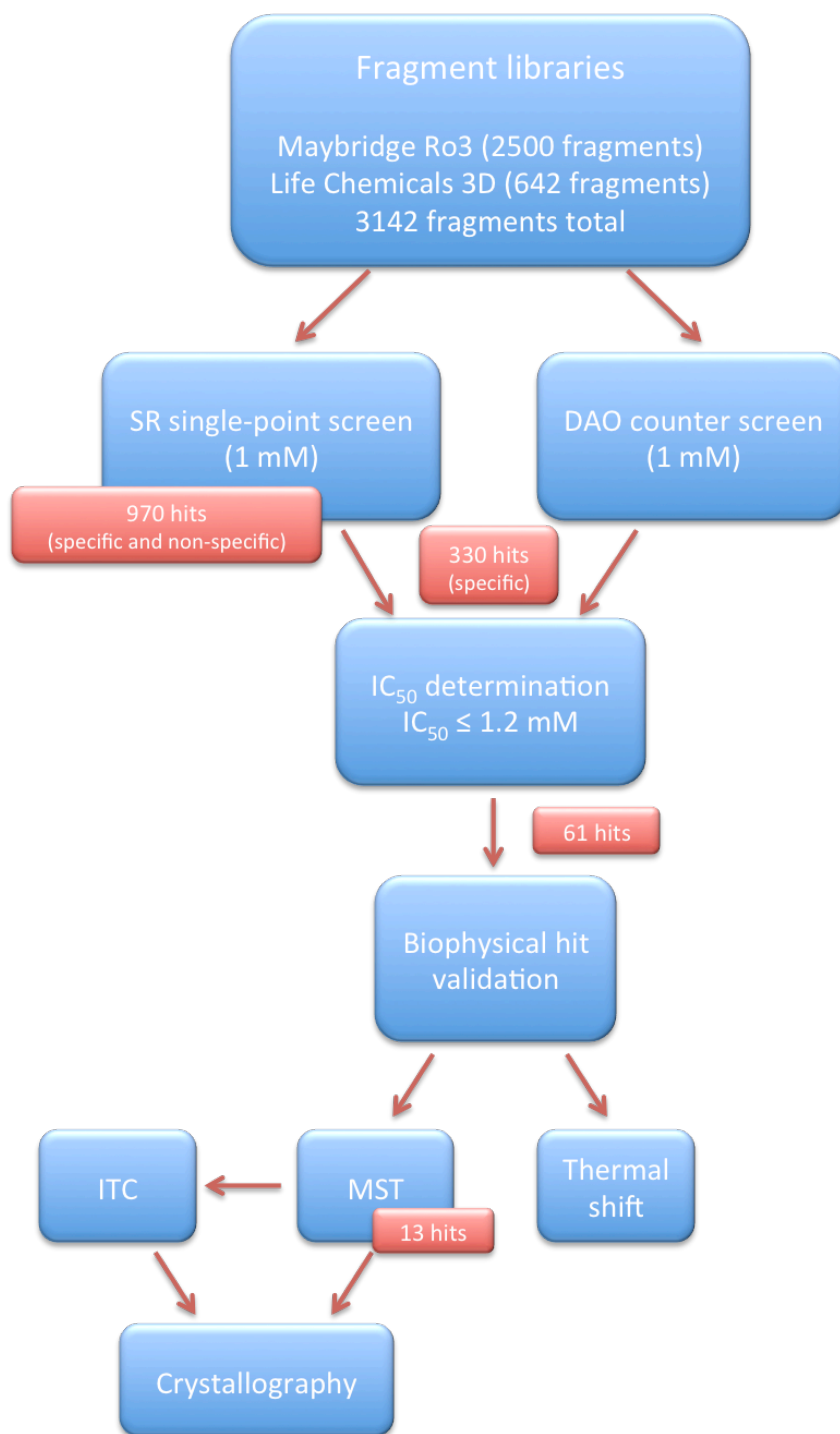 Fragment libraries
Maybridge Ro3 (2500 fragments)
Life Chemicals 3D (642 fragments)
3142 fragments total
SR single-point screen
(1 mM)
DAO counter screen
(1 mM)
970 hits
(specific and non-specific)
330 hits
(specific)
IC₅₀ determination
IC₅₀ ≤ 1.2 mM
61 hits
Biophysical hit
validation
ITC
MST
Thermal
shift
13 hits
Crystallography